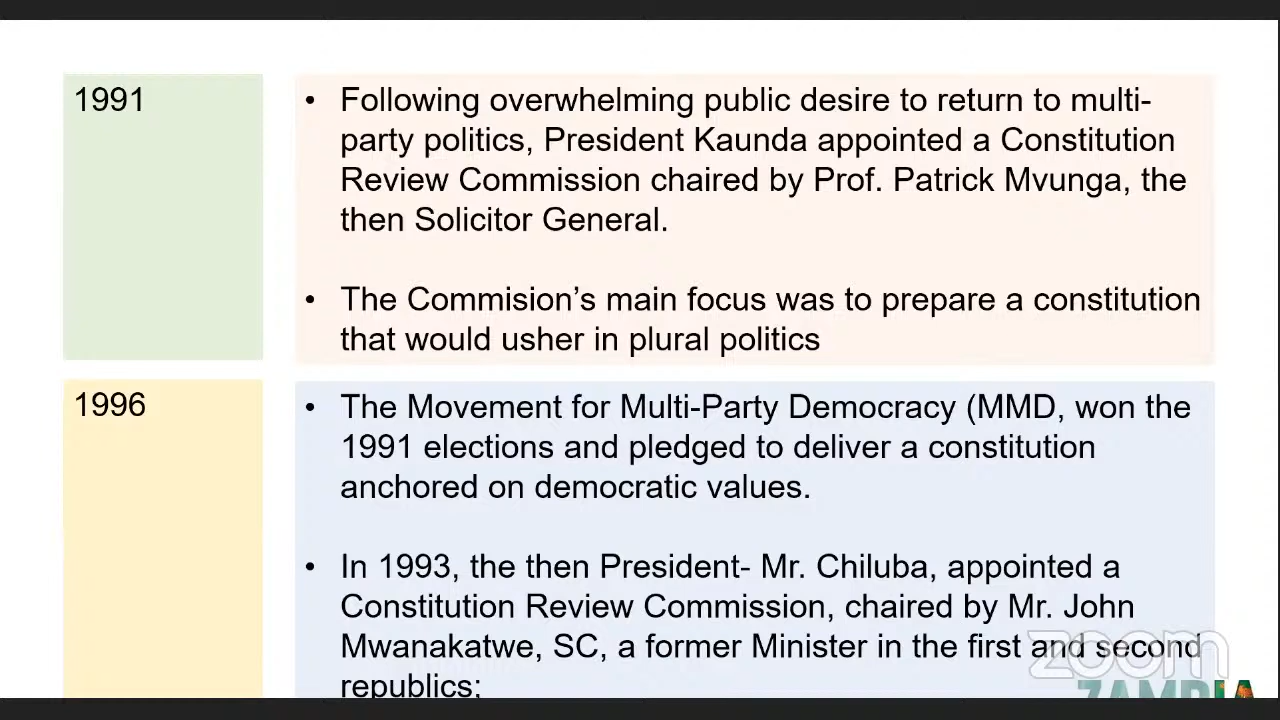 1991
• Following overwhelming public desire to return to multi-
party politics, President Kaunda appointed a Constitution
Review Commission chaired by Prof. Patrick Mvunga, the
then Solicitor General.
• The Commision’s main focus was to prepare a constitution
that would usher in plural politics
1996
• The Movement for Multi-Party Democracy (MMD, won the
1991 elections and pledged to deliver a constitution
anchored on democratic values.
• In 1993, the then President- Mr. Chiluba, appointed a
Constitution Review Commission, chaired by Mr. John
Mwanakatwe, SC, a former Minister in the first and second
republics;
zoom
ZAMBIA